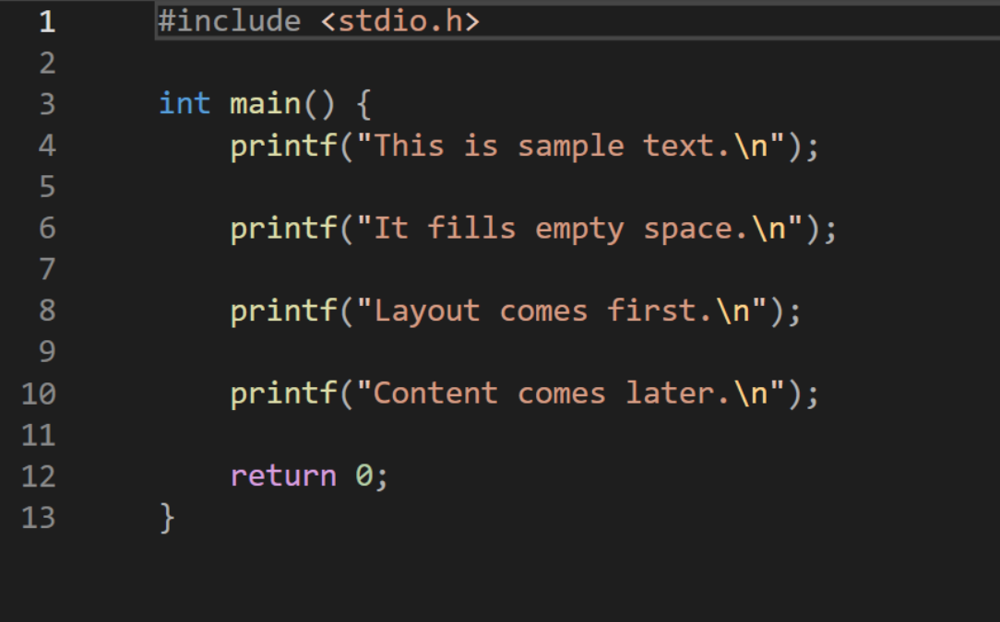 1 #include <stdio.h>
2
3 int main() {
4     printf("This is sample text.\n");
5
6     printf("It fills empty space.\n");
7
8     printf("Layout comes first.\n");
9
10     printf("Content comes later.\n");
11
12     return 0;
13 }